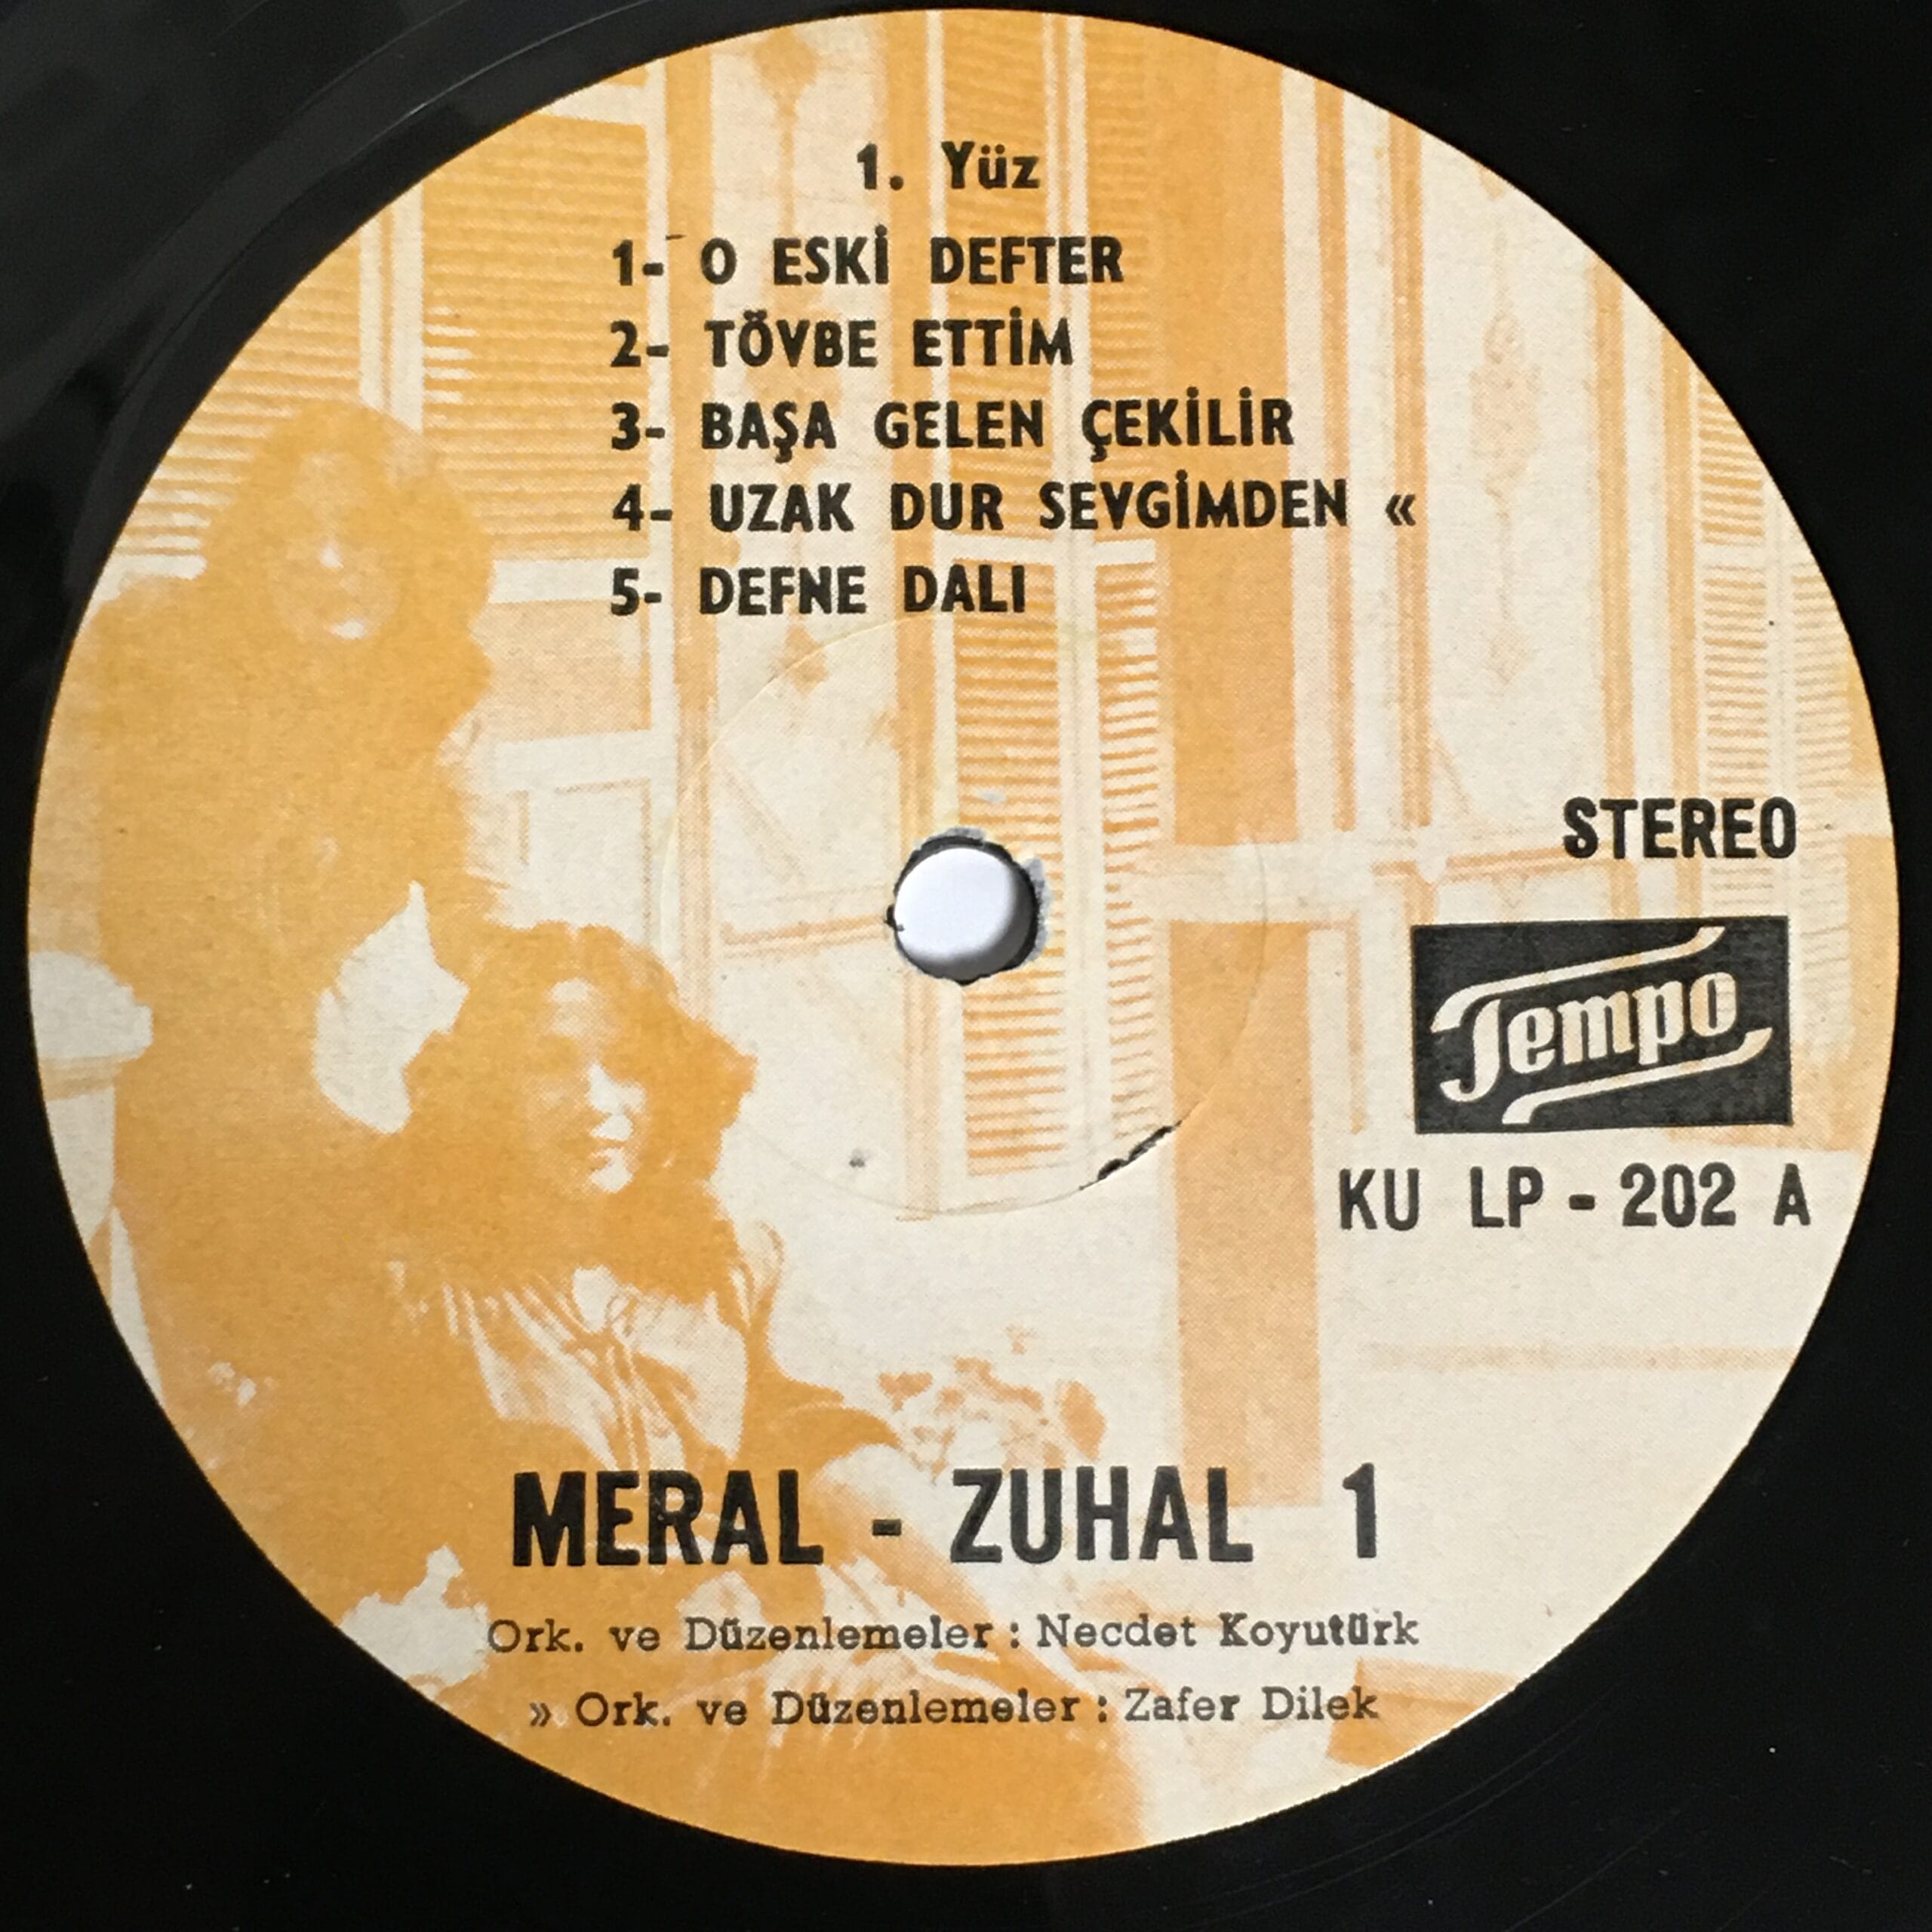 1. Yüz
1- O ESKİ DEFTER
2- TÖVBE ETTİM
3- BAŞA GELEN ÇEKİLİR
4- UZAK DUR SEVGİMDEN «
5- DEFNE DALI
STEREO
Tempo
KU LP - 202 A
MERAL - ZUHAL 1
Ork. ve Düzenlemeler : Necdet Koyutürk
» Ork. ve Düzenlemeler : Zafer Dilek